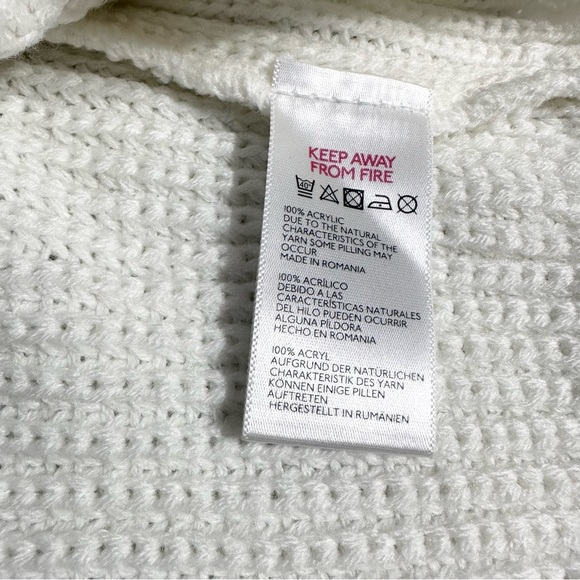 KEEP AWAY
FROM FIRE
40°
100% ACRYLIC
DUE TO THE NATURAL
CHARACTERISTICS OF THE
YARN SOME PILLING MAY
OCCUR
MADE IN ROMANIA
100% ACRÍLICO
DEBIDO A LAS
CARACTERÍSTICAS NATURALES
DEL HILO PUEDEN OCURRIR
ALGUNA PÍLDORA
HECHO EN ROMANIA
100% ACRYL
AUFGRUND DER NATÜRLICHEN
CHARAKTERISTIK DES YARN
KÖNNEN EINIGE PILLEN
AUFTRETEN
HERGESTELLT IN RUMÄNIEN